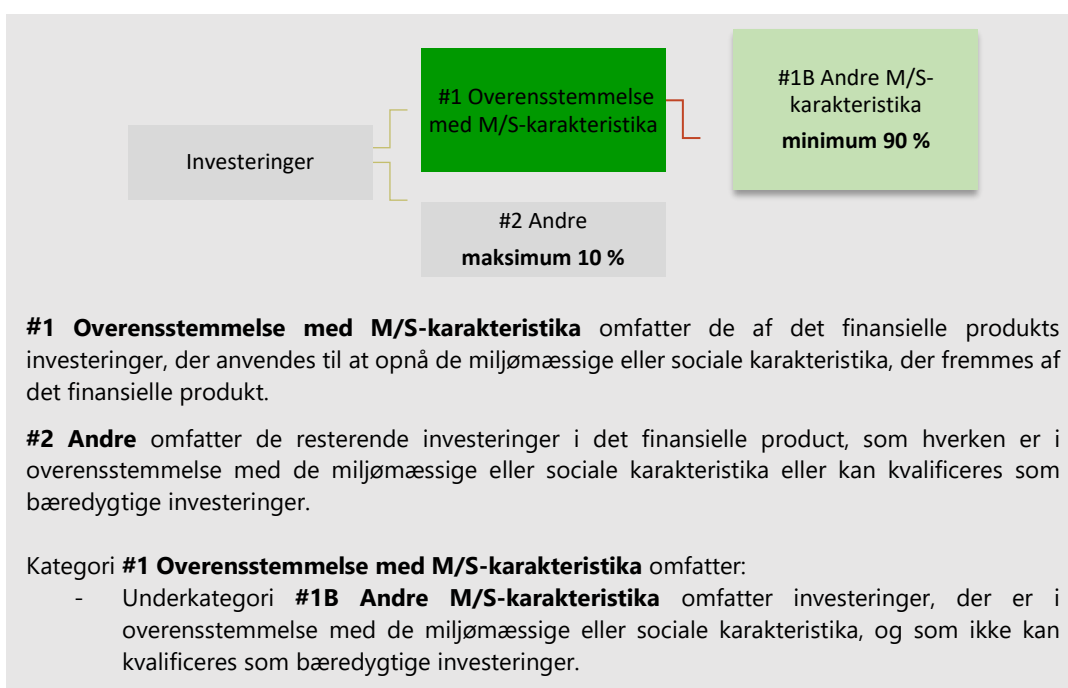 Investeringer
#1 Overensstemmelse
med M/S-karakteristika
#1B Andre M/S-
karakteristika
minimum 90 %
#2 Andre
maksimum 10 %
#1 Overensstemmelse med M/S-karakteristika omfatter de af det finansielle produkts
investeringer, der anvendes til at opnå de miljømæssige eller sociale karakteristika, der fremmes af
det finansielle produkt.
#2 Andre omfatter de resterende investeringer i det finansielle product, som hverken er i
overensstemmelse med de miljømæssige eller sociale karakteristika eller kan kvalificeres som
bæredygtige investeringer.
Kategori #1 Overensstemmelse med M/S-karakteristika omfatter:
- Underkategori #1B Andre M/S-karakteristika omfatter investeringer, der er i
overensstemmelse med de miljømæssige eller sociale karakteristika, og som ikke kan
kvalificeres som bæredygtige investeringer.